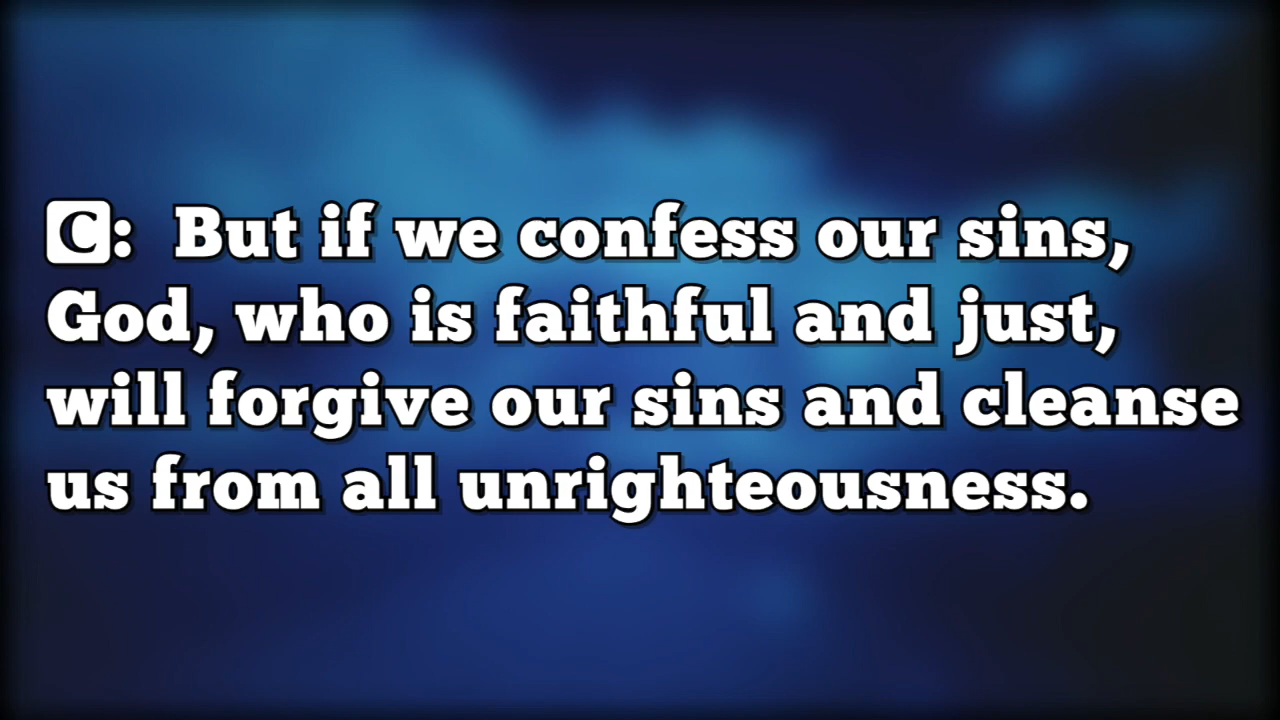 C: But if we confess our sins,
God, who is faithful and just,
will forgive our sins and cleanse
us from all unrighteousness.